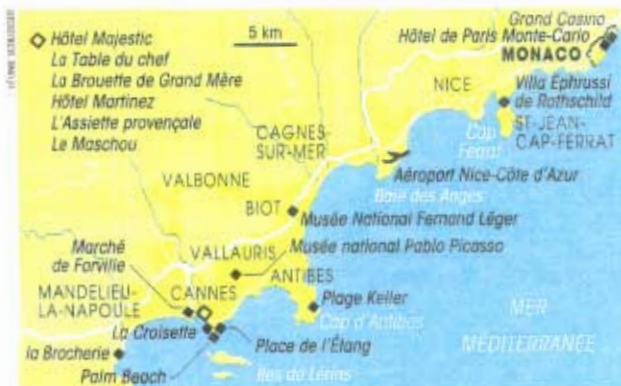 Hôtel Majestic
La Table du chef
La Brouette de Grand Mère
Hôtel Martinez
L'Assiette provençale
Le Maschou
5 km
Grand Casino
Hôtel de Paris Monte-Carlo
MONACO
NICE
Villa Ephrussi
de Rothschild
ST-JEAN-
CAP-FERRAT
Cap
Ferrat
CAGNES-
SUR-MER
Aéroport Nice-Côte d'Azur
Baie des Anges
VALBONNE
BIOT
Musée National Fernand Léger
VALLAURIS
Musée national Pablo Picasso
Marché
de Forville
ANTIBES
MANDELIEU-
LA-NAPOULE
CANNES
Plage Keller
Cap d'Antibes
MER
MÉDITERRANÉE
La Croisette
Place de l'Étang
la Brocherie
Palm Beach
Iles de Lérins